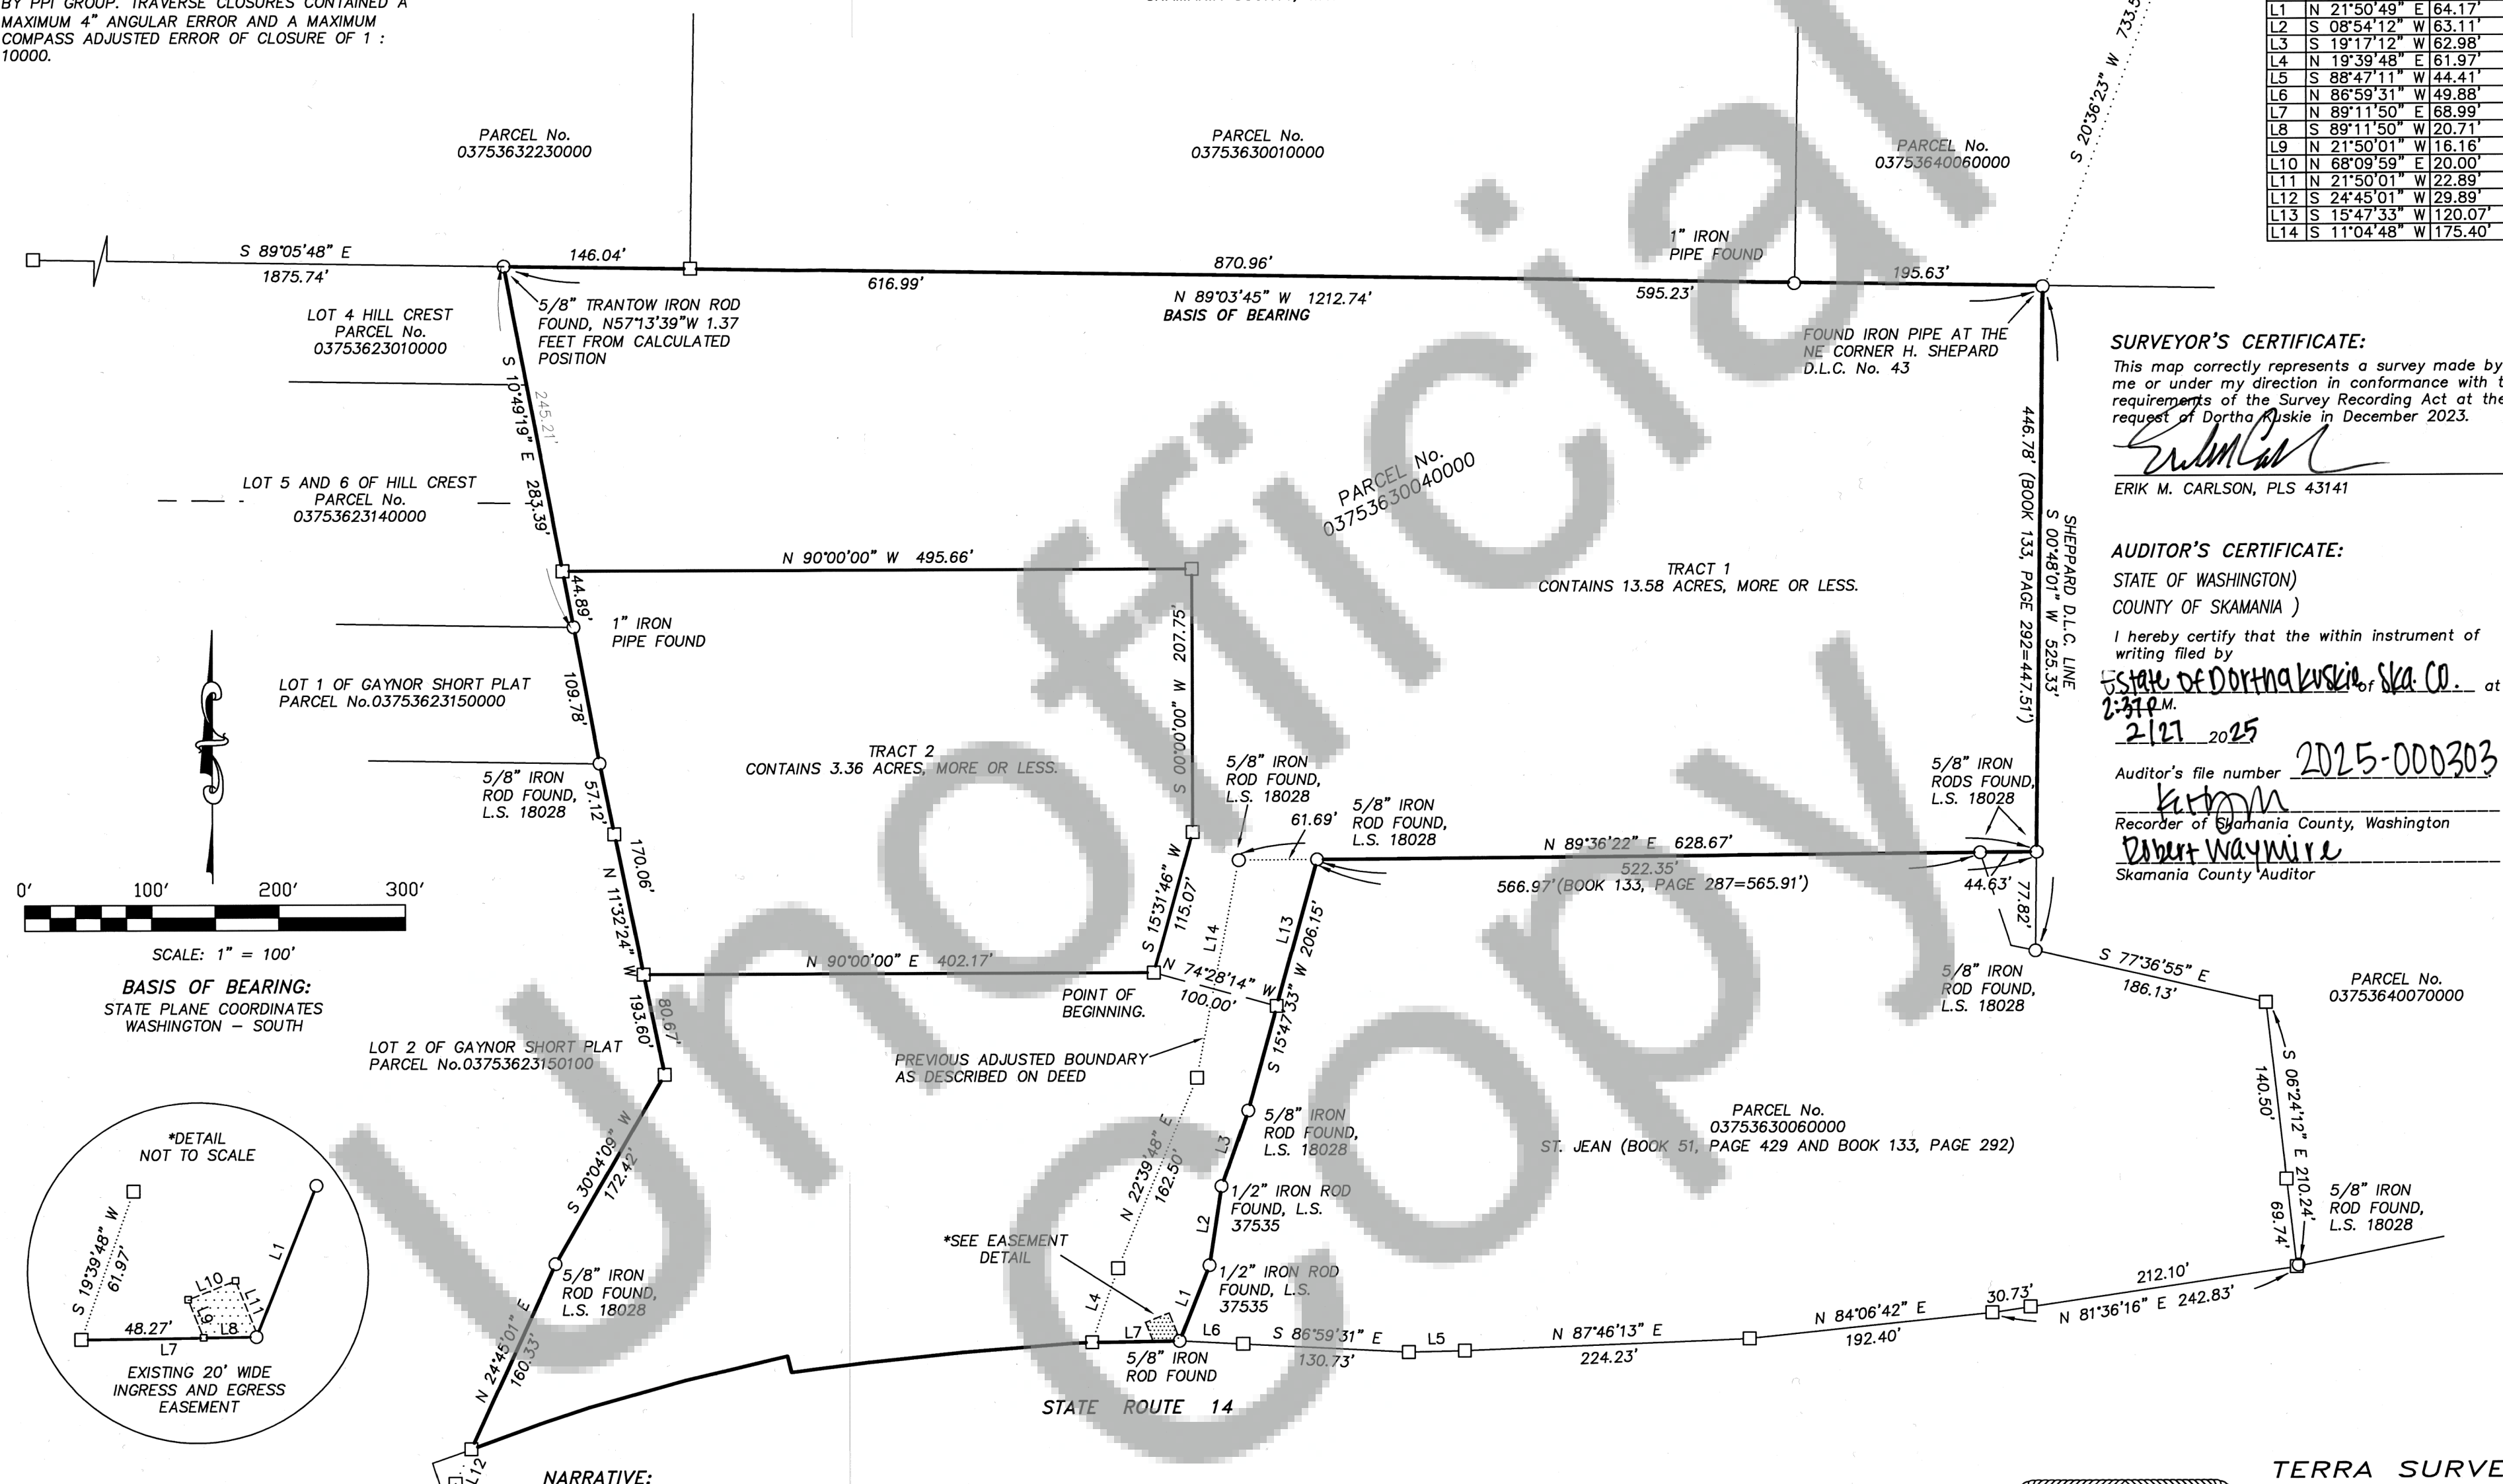 BY PPI GROUP. TRAVERSE CLOSURES CONTAINED A
MAXIMUM 4" ANGULAR ERROR AND A MAXIMUM
COMPASS ADJUSTED ERROR OF CLOSURE OF 1 :
10000.
L1 N 21°50'49" E 64.17'
L2 S 08°54'12" W 63.11'
L3 S 19°17'12" W 62.98'
L4 N 19°39'48" E 61.97'
L5 S 88°47'11" W 44.41'
L6 N 86°59'31" W 49.88'
L7 N 89°11'50" E 68.99'
L8 S 89°11'50" W 20.71'
L9 N 21°50'01" W 16.16'
L10 N 68°09'59" E 20.00'
L11 N 21°50'01" W 22.89'
L12 S 24°45'01" W 29.89'
L13 S 15°47'33" W 120.07'
L14 S 11°04'48" W 175.40'
S 20°36'23" W 733.5
PARCEL No.
03753632230000
PARCEL No.
03753630010000
PARCEL No.
03753640060000
S 89°05'48" E
1875.74'
146.04'
870.96'
616.99'
N 89°03'45" W 1212.74'
BASIS OF BEARING
595.23'
195.63'
1" IRON
PIPE FOUND
LOT 4 HILL CREST
PARCEL No.
03753623010000
5/8" TRANTOW IRON ROD
FOUND, N57°13'39"W 1.37
FEET FROM CALCULATED
POSITION
FOUND IRON PIPE AT THE
NE CORNER H. SHEPARD
D.L.C. No. 43
S 10°49'19" E 283.39'
245.21'
LOT 5 AND 6 OF HILL CREST
PARCEL No.
03753623140000
PARCEL No.
03753630040000
446.78' (BOOK 133, PAGE 292=447.51')
SHEPPARD D.L.C. LINE
S 00°48'01" W 525.33'
SURVEYOR'S CERTIFICATE:
This map correctly represents a survey made by
me or under my direction in conformance with t
requirements of the Survey Recording Act at the
request of Dortha Kuskie in December 2023.
ERIK M. CARLSON, PLS 43141
AUDITOR'S CERTIFICATE:
STATE OF WASHINGTON)
COUNTY OF SKAMANIA )
I hereby certify that the within instrument of
writing filed by
Estate Of Dortha Kuskie of Ska. Co. at
2:37 P M.
2/27 2025
Auditor's file number 2025-000303
Recorder of Skamania County, Washington
Robert Waymire
Skamania County Auditor
N 90°00'00" W 495.66'
TRACT 1
CONTAINS 13.58 ACRES, MORE OR LESS.
44.89'
1" IRON
PIPE FOUND
S 00°00'00" W 207.75'
LOT 1 OF GAYNOR SHORT PLAT
PARCEL No.03753623150000
109.78'
TRACT 2
CONTAINS 3.36 ACRES, MORE OR LESS.
5/8" IRON
ROD FOUND,
L.S. 18028
57.12'
5/8" IRON
ROD FOUND,
L.S. 18028
61.69'
5/8" IRON
ROD FOUND,
L.S. 18028
5/8" IRON
RODS FOUND,
L.S. 18028
N 89°36'22" E 628.67'
522.35'
566.97'(BOOK 133, PAGE 287=565.91')
44.63'
77.82'
170.06'
N 11°32'24" W
193.60'
80.67'
S 15°31'46" W
115.07'
L14
L13
S 15°47'33" W 206.15'
N 90°00'00" E 402.17'
N 74°28'14" W
100.00'
POINT OF
BEGINNING.
5/8" IRON
ROD FOUND,
L.S. 18028
S 77°36'55" E
186.13'
PARCEL No.
03753640070000
0' 100' 200' 300'
SCALE: 1" = 100'
BASIS OF BEARING:
STATE PLANE COORDINATES
WASHINGTON – SOUTH
LOT 2 OF GAYNOR SHORT PLAT
PARCEL No.03753623150100
PREVIOUS ADJUSTED BOUNDARY
AS DESCRIBED ON DEED
S 06°24'12" E 210.24'
140.50'
69.74'
5/8" IRON
ROD FOUND,
L.S. 18028
PARCEL No.
03753630060000
ST. JEAN (BOOK 51, PAGE 429 AND BOOK 133, PAGE 292)
S 30°04'09" W
172.42'
N 22°39'48" E
162.50'
L3
1/2" IRON ROD
FOUND, L.S.
37535
L2
5/8" IRON
ROD FOUND,
L.S. 18028
*SEE EASEMENT
DETAIL
1/2" IRON ROD
FOUND, L.S.
37535
5/8" IRON
ROD FOUND,
L.S. 18028
L4
L1
L7
L6
S 86°59'31" E
130.73'
L5
N 87°46'13" E
224.23'
N 84°06'42" E
192.40'
30.73'
212.10'
N 81°36'16" E 242.83'
5/8" IRON
ROD FOUND
STATE ROUTE 14
N 24°45'01" E
160.33'
L12
*DETAIL
NOT TO SCALE
S 19°39'48" W
61.97'
L1
L10
L9
L11
48.27'
L8
L7
EXISTING 20' WIDE
INGRESS AND EGRESS
EASEMENT
NARRATIVE:
TERRA SURVE
Unofficial
Copy